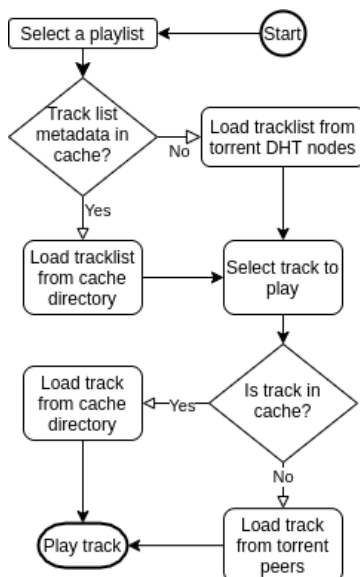 Select a playlist
Start
Track list
metadata in
cache?
No
Load tracklist from
torrent DHT nodes
Yes
Load tracklist
from cache
directory
Select track to
play
Load track
from cache
directory
Yes
Is track in
cache?
No
Play track
Load track
from torrent
peers